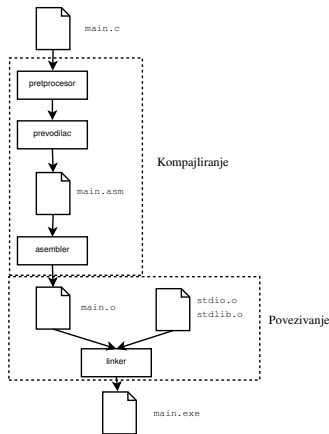 main.c
pretprocesor
prevodilac
Kompajliranje
main.asm
asembler
main.o
stdio.o
stdlib.o
Povezivanje
linker
main.exe